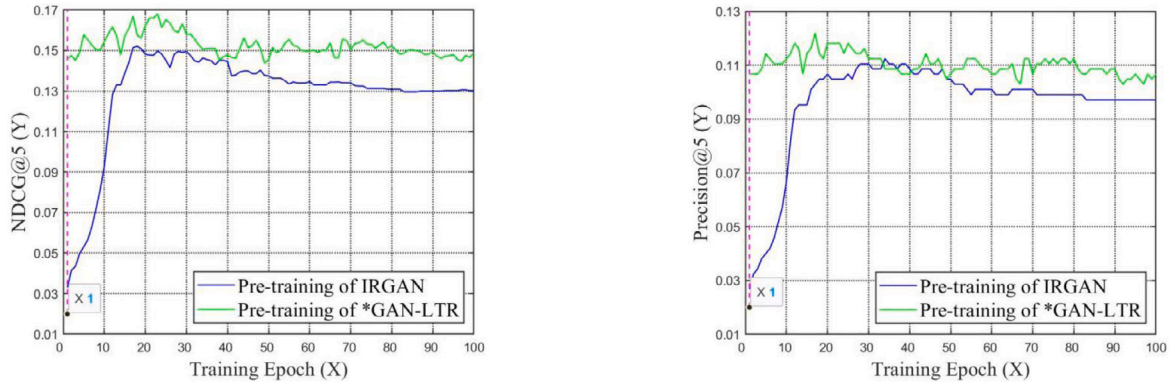 0.17
0.15
0.13
0.11
0.09
0.07
0.05
0.03
0.01
NDCG@5 (Y)
X 1
Pre-training of IRGAN
Pre-training of *GAN-LTR
0 10 20 30 40 50 60 70 80 90 100
Training Epoch (X)
0.13
0.11
0.09
0.07
0.05
0.03
0.01
Precision@5 (Y)
X 1
Pre-training of IRGAN
Pre-training of *GAN-LTR
0 10 20 30 40 50 60 70 80 90 100
Training Epoch (X)